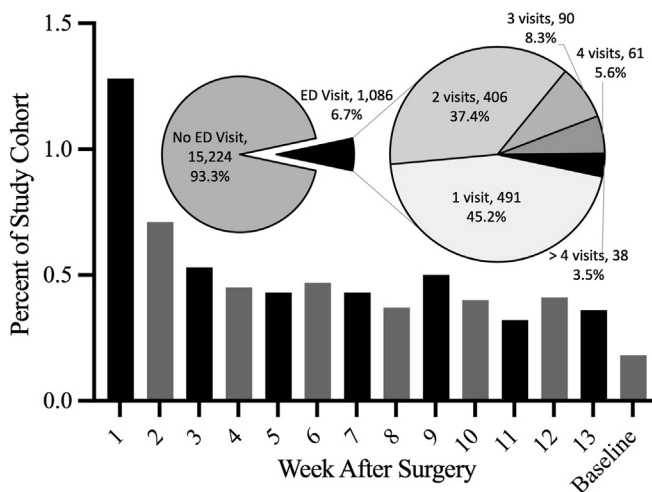 1.5
1.0
0.5
0.0
Percent of Study Cohort
No ED Visit,
15,224
93.3%
ED Visit, 1,086
6.7%
3 visits, 90
8.3%
4 visits, 61
5.6%
2 visits, 406
37.4%
1 visit, 491
45.2%
> 4 visits, 38
3.5%
1 2 3 4 5 6 7 8 9 10 11 12 13 Baseline
Week After Surgery